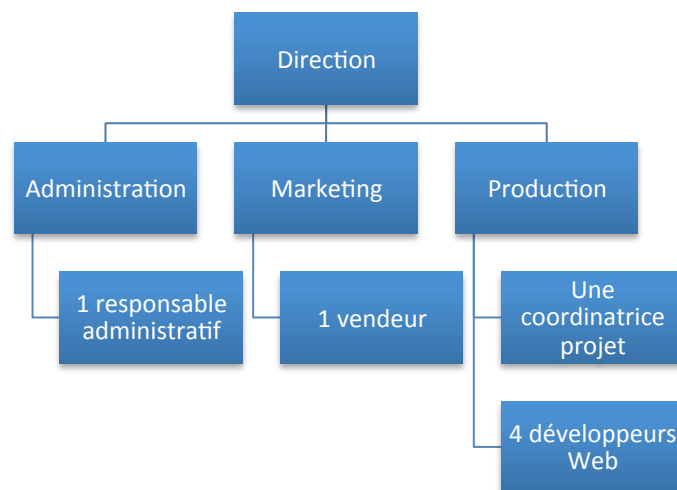 Direction
Administration
Marketing
Production
1 responsable
administratif
1 vendeur
Une
coordinatrice
projet
4 développeurs
Web